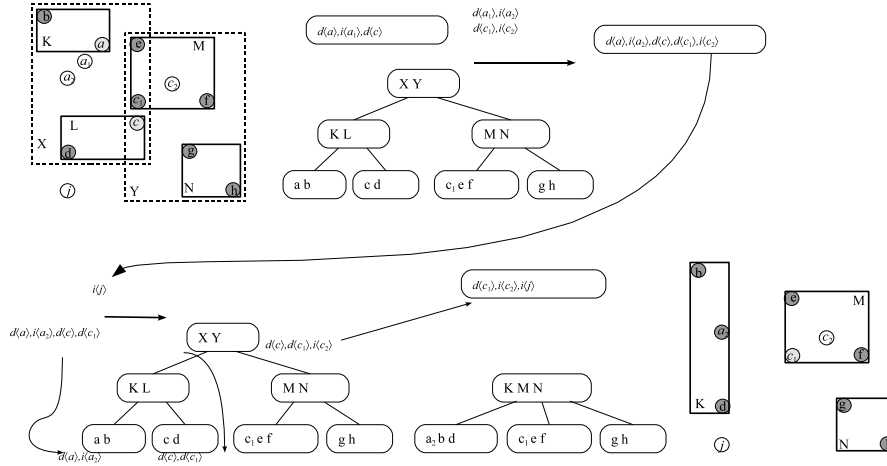 b
K
a
a₁
a₂
e
M
c₂
c₁
f
X
L
c
d
g
N
h
Y
j
d⟨a⟩,i⟨a₁⟩,d⟨c⟩
d⟨a₁⟩,i⟨a₂⟩
d⟨c₁⟩,i⟨c₂⟩
d⟨a⟩,i⟨a₂⟩,d⟨c⟩,d⟨c₁⟩,i⟨c₂⟩
X Y
K L
M N
a b
c d
c₁ e f
g h
i⟨j⟩
d⟨a⟩,i⟨a₂⟩,d⟨c⟩,d⟨c₁⟩
X Y
d⟨c⟩,d⟨c₁⟩,i⟨c₂⟩
d⟨c₁⟩,i⟨c₂⟩,i⟨j⟩
K L
M N
K M N
a b
c d
c₁ e f
g h
a₂ b d
c₁ e f
g h
d⟨a⟩,i⟨a₂⟩
d⟨c⟩,d⟨c₁⟩
b
a₂
K
d
j
e
M
c₂
c₁
f
g
N